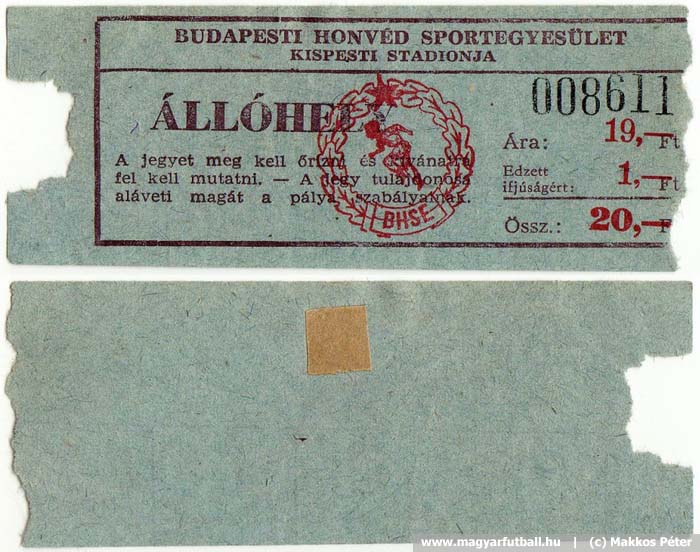 BUDAPESTI HONVÉD SPORTEGYESÜLET
KISPESTI STADIONJA
ÁLLÓHELY
008611
A jegyet meg kell őrizni és kívánatra
fel kell mutatni. — A jegy tulajdonosa
aláveti magát a pálya szabályainak.
BHSE
Ára: 19,— Ft
Edzett
ifjúságért: 1,— Ft
Össz.: 20,— F
www.magyarfutball.hu | (c) Makkos Péter